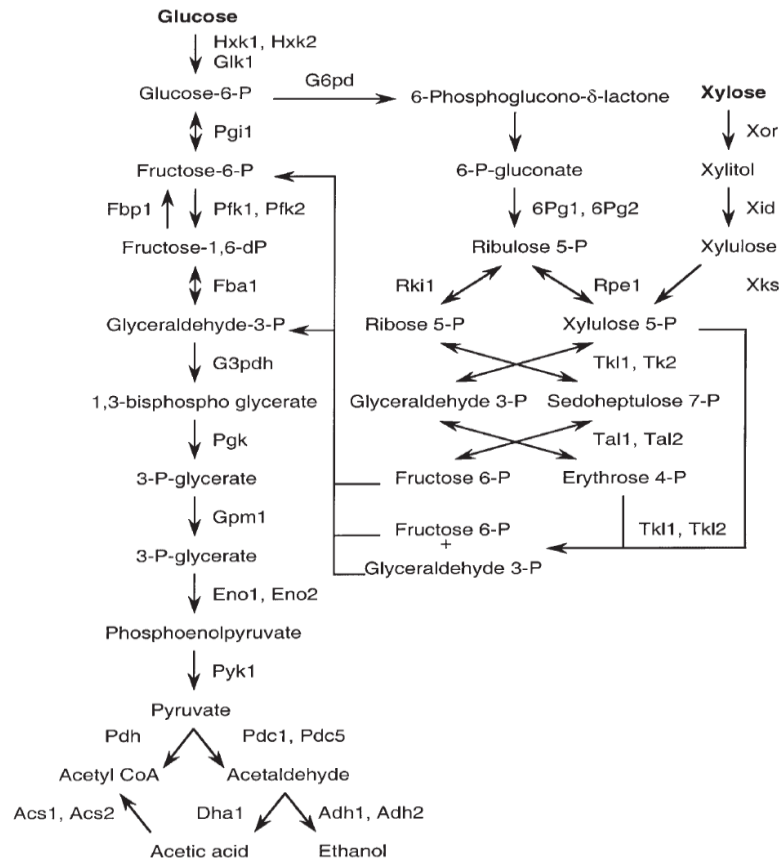 Glucose
Hxk1, Hxk2
Glk1
Glucose-6-P
G6pd
6-Phosphoglucono-δ-lactone
Xylose
Pgi1
Xor
Fructose-6-P
6-P-gluconate
Xylitol
Fbp1
Pfk1, Pfk2
6Pg1, 6Pg2
Xid
Fructose-1,6-dP
Ribulose 5-P
Xylulose
Fba1
Rki1
Rpe1
Xks
Glyceraldehyde-3-P
Ribose 5-P
Xylulose 5-P
G3pdh
Tkl1, Tk2
1,3-bisphospho glycerate
Glyceraldehyde 3-P
Sedoheptulose 7-P
Pgk
Tal1, Tal2
3-P-glycerate
Fructose 6-P
Erythrose 4-P
Gpm1
Fructose 6-P
Tkl1, Tkl2
+
3-P-glycerate
Glyceraldehyde 3-P
Eno1, Eno2
Phosphoenolpyruvate
Pyk1
Pyruvate
Pdh
Pdc1, Pdc5
Acetyl CoA
Acetaldehyde
Acs1, Acs2
Dha1
Adh1, Adh2
Acetic acid
Ethanol